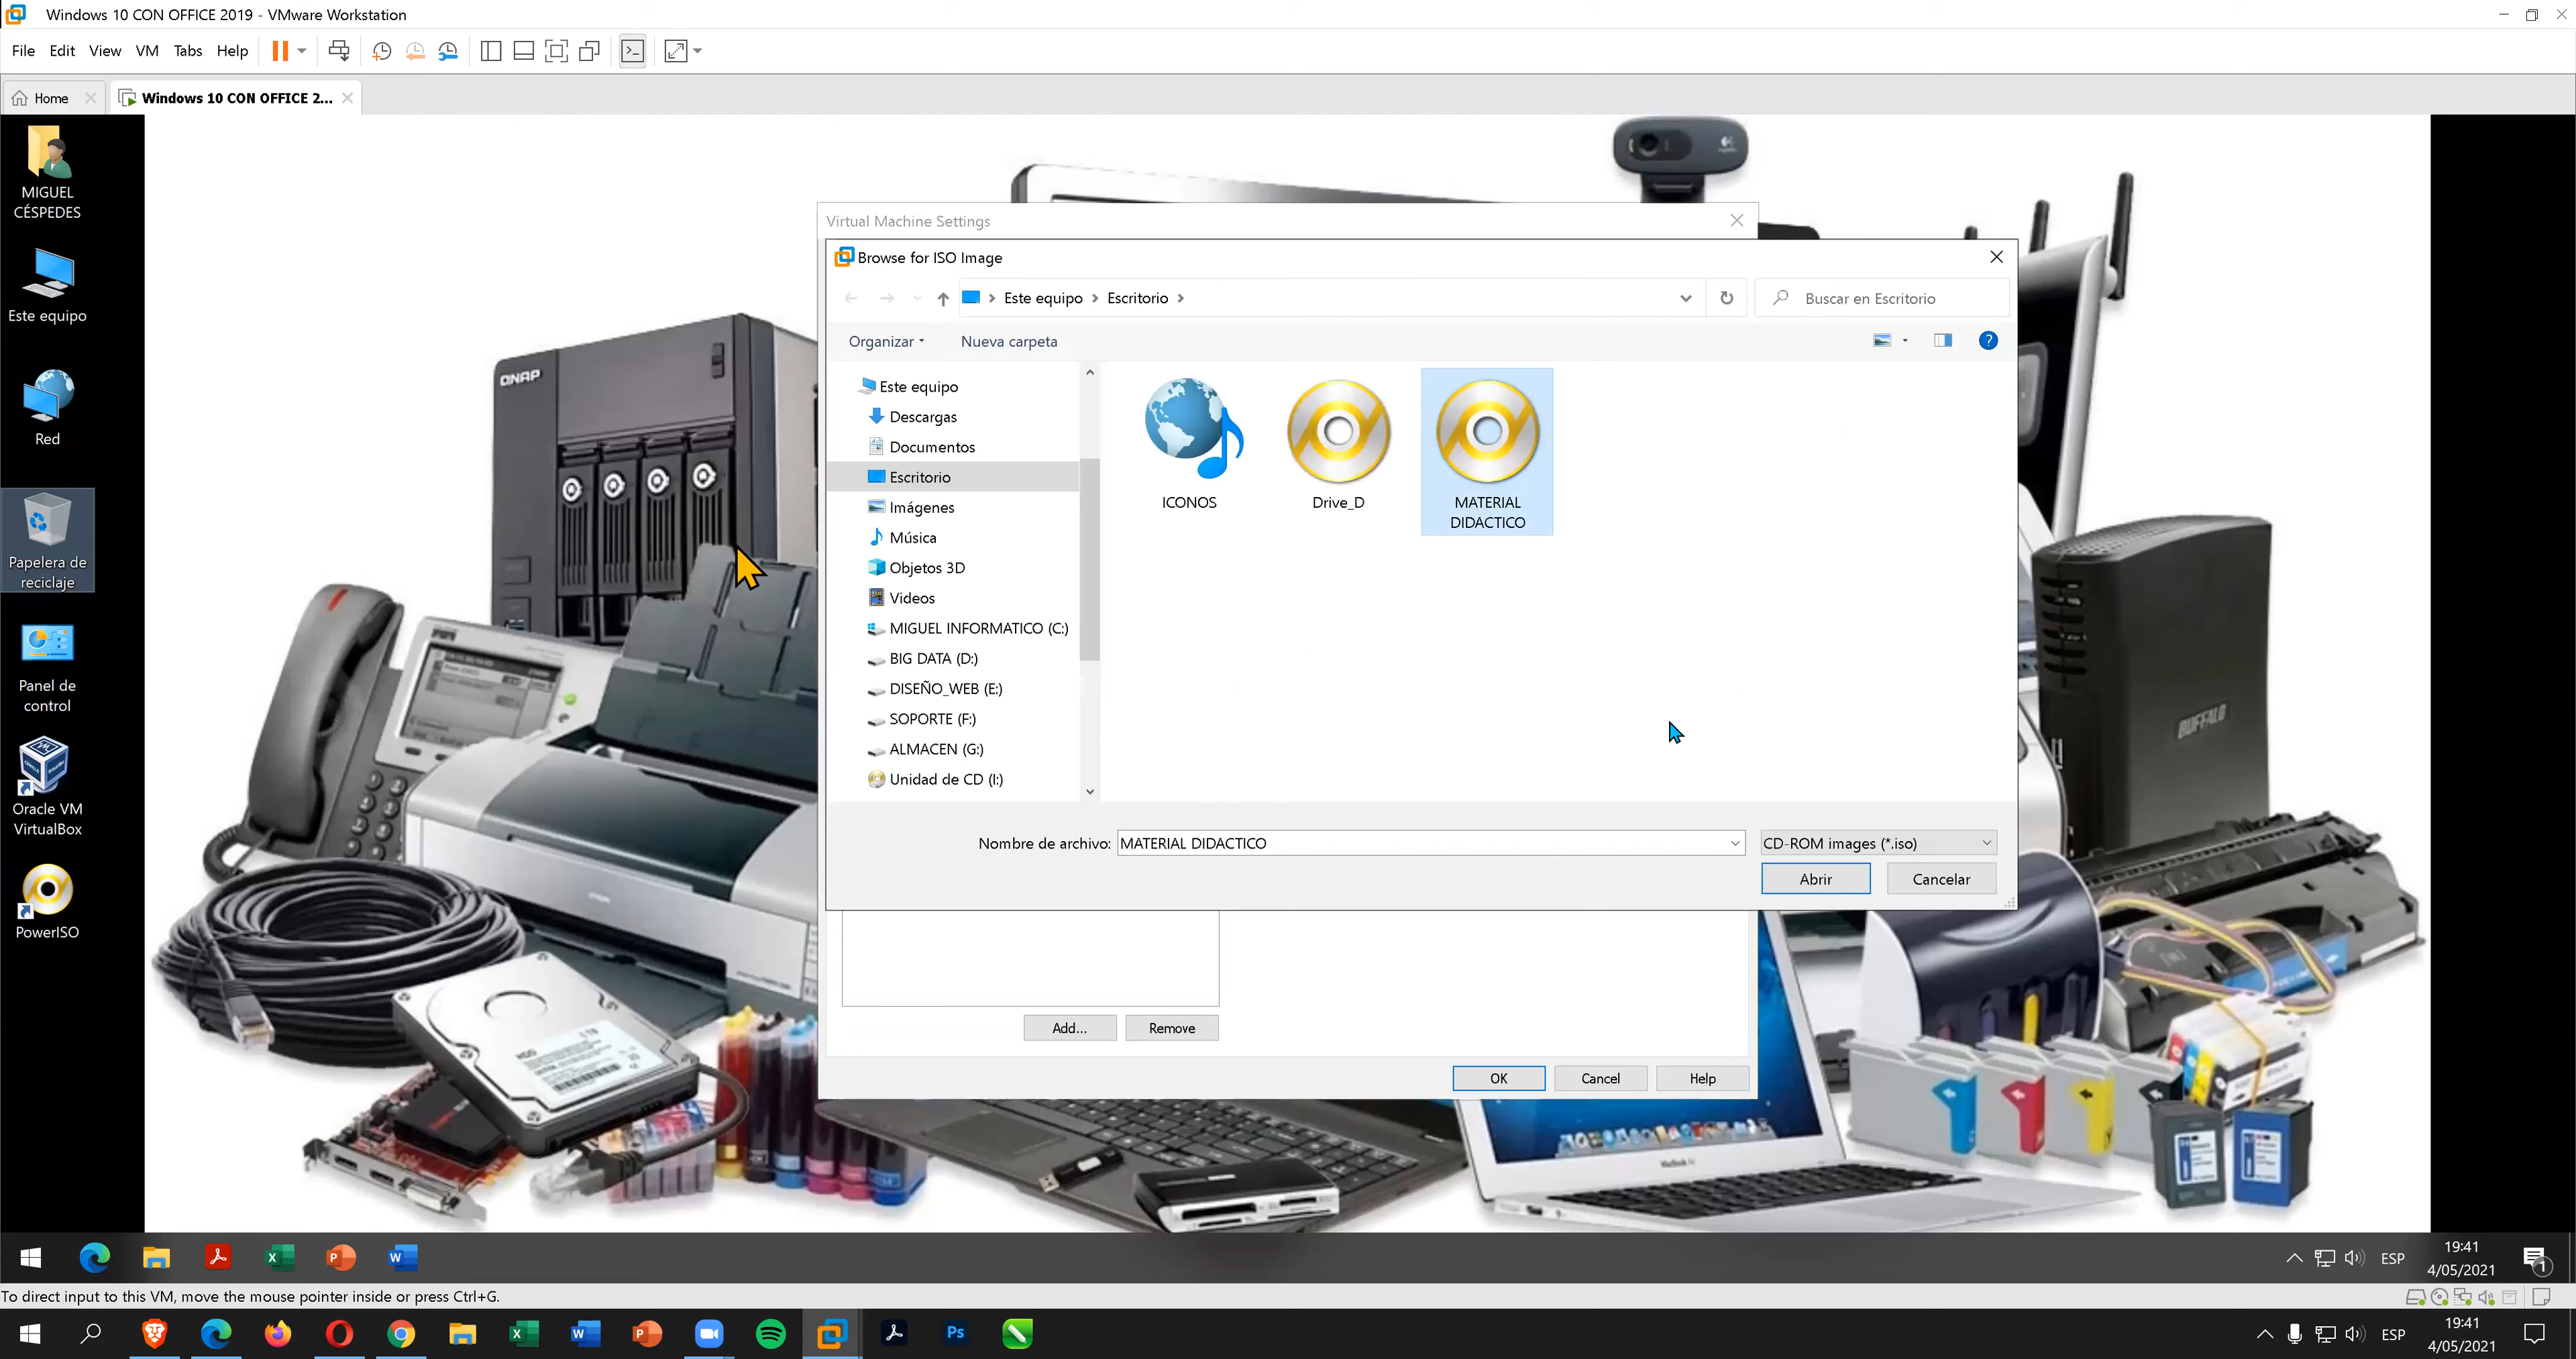 Windows 10 CON OFFICE 2019 - VMware Workstation
File Edit View VM Tabs Help
Home
Windows 10 CON OFFICE 2...
MIGUEL
CÉSPEDES
Este equipo
Red
Papelera de
reciclaje
Panel de
control
Oracle VM
VirtualBox
PowerISO
QNAP
BUFFALO
Virtual Machine Settings
Browse for ISO Image
Este equipo
Escritorio
Buscar en Escritorio
Organizar
Nueva carpeta
Este equipo
Descargas
Documentos
Escritorio
Imágenes
Música
Objetos 3D
Videos
MIGUEL INFORMATICO (C:)
BIG DATA (D:)
DISEÑO_WEB (E:)
SOPORTE (F:)
ALMACEN (G:)
Unidad de CD (I:)
ICONOS
Drive_D
MATERIAL
DIDACTICO
Nombre de archivo:
MATERIAL DIDACTICO
CD-ROM images (*.iso)
Abrir
Cancelar
Add...
Remove
OK
Cancel
Help
ESP
19:41
4/05/2021
1
To direct input to this VM, move the mouse pointer inside or press Ctrl+G.
ESP
19:41
4/05/2021